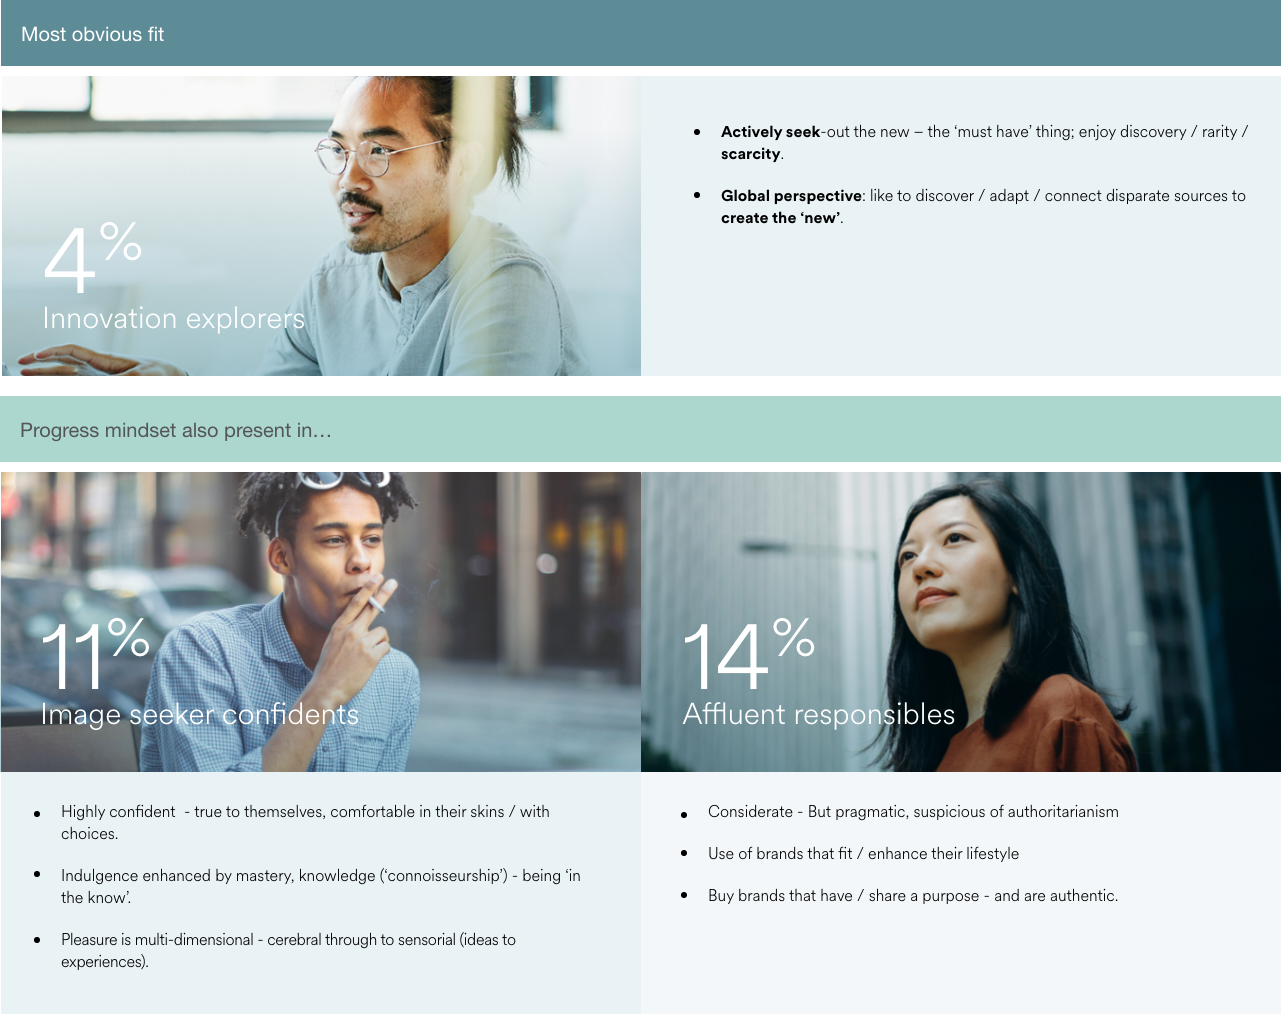 Most obvious fit
4%
Innovation explorers
• Actively seek-out the new – the ‘must have’ thing; enjoy discovery / rarity /
scarcity.
• Global perspective: like to discover / adapt / connect disparate sources to
create the ‘new’.
Progress mindset also present in…
11%
Image seeker confidents
• Highly confident  - true to themselves, comfortable in their skins / with
choices.
• Indulgence enhanced by mastery, knowledge (‘connoisseurship’) - being ‘in
the know’.
• Pleasure is multi-dimensional - cerebral through to sensorial (ideas to
experiences).
14%
Affluent responsibles
• Considerate - But pragmatic, suspicious of authoritarianism
• Use of brands that fit / enhance their lifestyle
• Buy brands that have / share a purpose - and are authentic.